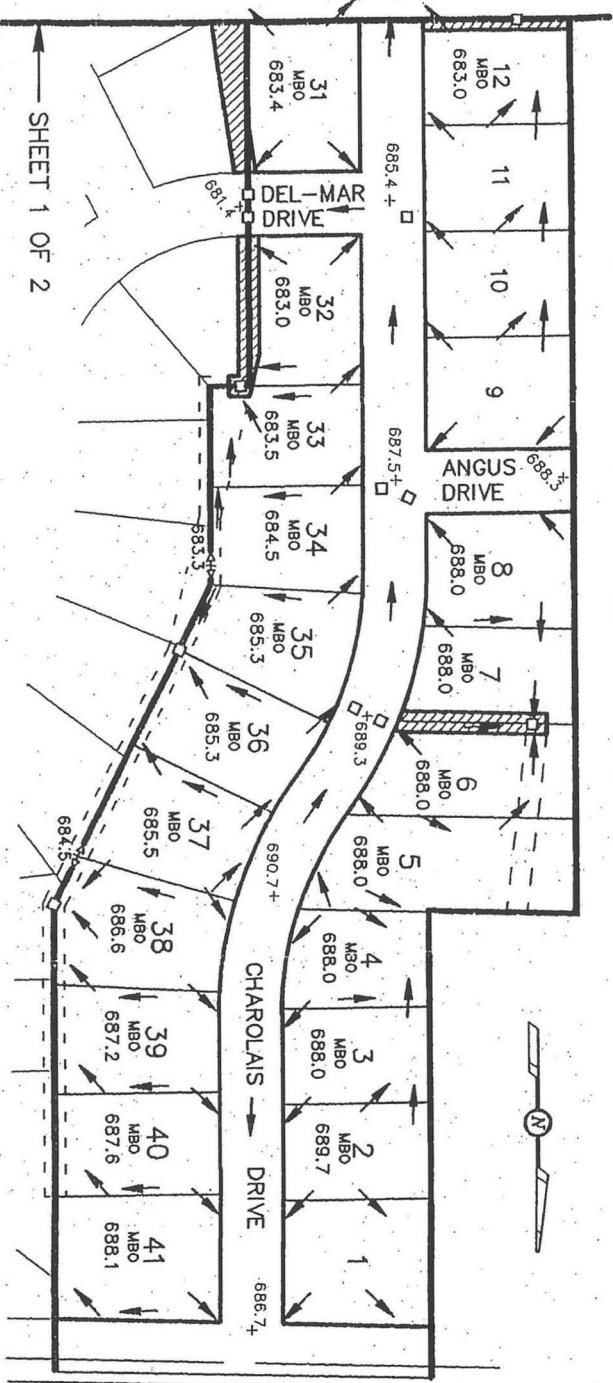 SHEET 1 OF 2
31
MBO
683.4
DEL-MAR
DRIVE
681.4
32
MBO
683.0
33
MBO
683.5
34
MBO
684.5
683.3
35
MBO
685.3
36
MBO
685.3
37
MBO
685.5
684.5
38
MBO
686.6
39
MBO
687.2
40
MBO
687.6
41
MBO
688.1
685.4
687.5
689.3
690.7
CHAROLAIS DRIVE
686.7
12
MBO
683.0
11
10
9
ANGUS
DRIVE
688.3
8
MBO
688.0
7
MBO
688.0
6
MBO
688.0
5
MBO
688.0
4
MBO
688.0
3
MBO
688.0
2
MBO
689.7
1
N